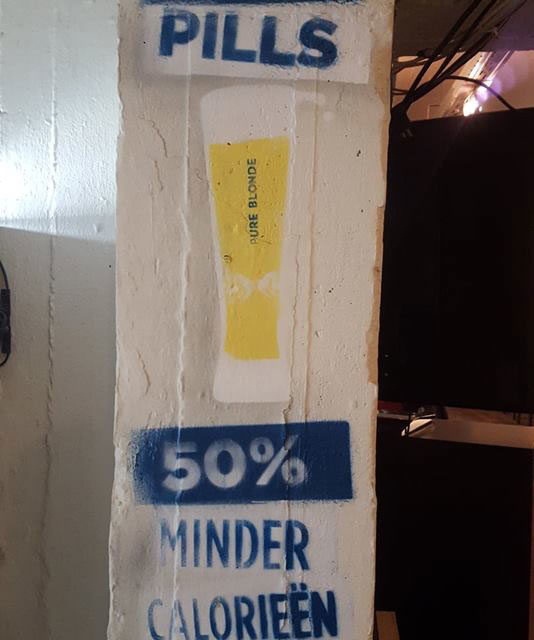 PILLS
PURE BLONDE
50%
MINDER
CALORIEËN